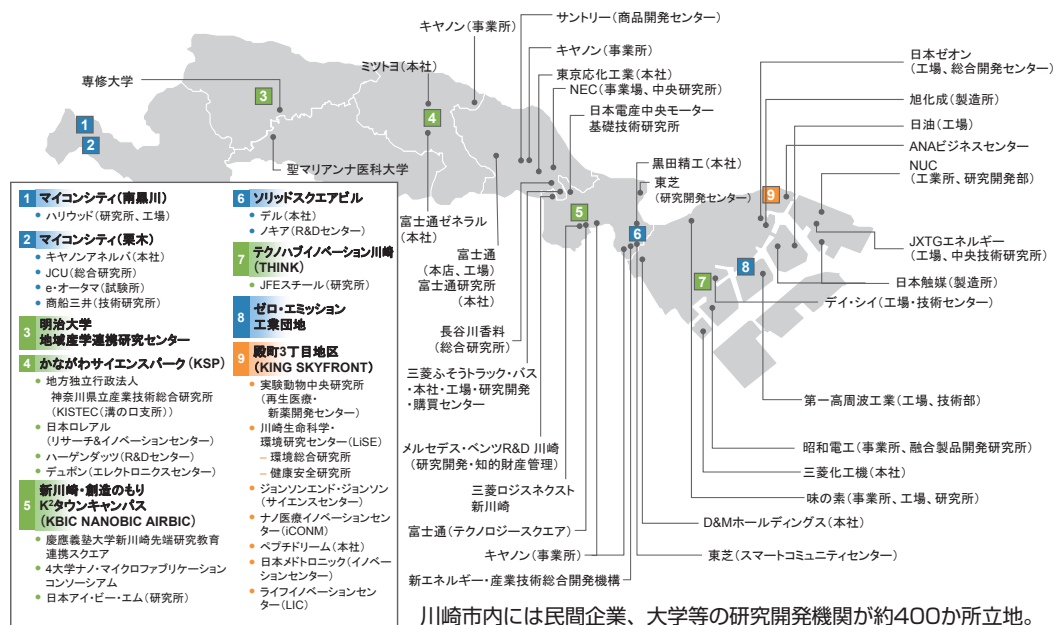 サントリー(商品開発センター)
キヤノン(事業所)
キヤノン(事業所)
ミツトヨ(本社)
東京応化工業(本社)
NEC(事業場、中央研究所)
日本電産中央モーター
基礎技術研究所
専修大学
聖マリアンナ医科大学
黒田精工(本社)
東芝
(研究開発センター)
日本ゼオン
(工場、総合開発センター)
旭化成(製造所)
日油(工場)
ANAビジネスセンター
NUC
(工業所、研究開発部)
JXTGエネルギー
(工場、中央技術研究所)
日本触媒(製造所)
デイ・シイ(工場・技術センター)
第一高周波工業(工場、技術部)
昭和電工(事業所、融合製品開発研究所)
三菱化工機(本社)
味の素(事業所、工場、研究所)
D&Mホールディングス(本社)
東芝(スマートコミュニティセンター)
富士通ゼネラル
(本社)
富士通
(本店、工場)
富士通研究所
(本社)
長谷川香料
(総合研究所)
三菱ふそうトラック・バス
・本社・工場・研究開発
・購買センター
メルセデス・ベンツR&D 川崎
(研究開発・知的財産管理)
三菱ロジスネクスト
新川崎
富士通(テクノロジースクエア)
キヤノン(事業所)
新エネルギー・産業技術総合開発機構
1
2
3
4
5
6
7
8
9
1 マイコンシティ(南黒川)
● ハリウッド(研究所、工場)
2 マイコンシティ(栗木)
● キヤノンアネルバ(本社)
● JCU(総合研究所)
● e・オータマ(試験所)
● 商船三井(技術研究所)
3 明治大学
地域産学連携研究センター
4 かながわサイエンスパーク(KSP)
● 地方独立行政法人
神奈川県立産業技術総合研究所
(KISTEC(溝の口支所))
● 日本ロレアル
(リサーチ&イノベーションセンター)
● ハーゲンダッツ(R&Dセンター)
● デュポン(エレクトロニクスセンター)
5 新川崎・創造のもり
K²タウンキャンパス
(KBIC NANOBIC AIRBIC)
● 慶應義塾大学新川崎先端研究教育
連携スクエア
● 4大学ナノ・マイクロファブリケーション
コンソーシアム
● 日本アイ・ビー・エム(研究所)
6 ソリッドスクエアビル
● デル(本社)
● ノキア(R&Dセンター)
7 テクノハブイノベーション川崎
(THINK)
● JFEスチール(研究所)
8 ゼロ・エミッション
工業団地
9 殿町3丁目地区
(KING SKYFRONT)
● 実験動物中央研究所
(再生医療・
新薬開発センター)
● 川崎生命科学・
環境研究センター(LiSE)
– 環境総合研究所
– 健康安全研究所
● ジョンソンエンド・ジョンソン
(サイエンスセンター)
● ナノ医療イノベーションセン
ター(iCONM)
● ペプチドリーム(本社)
● 日本メドトロニック(イノベー
ションセンター)
● ライフイノベーションセン
ター(LIC)
川崎市内には民間企業、大学等の研究開発機関が約400か所立地。